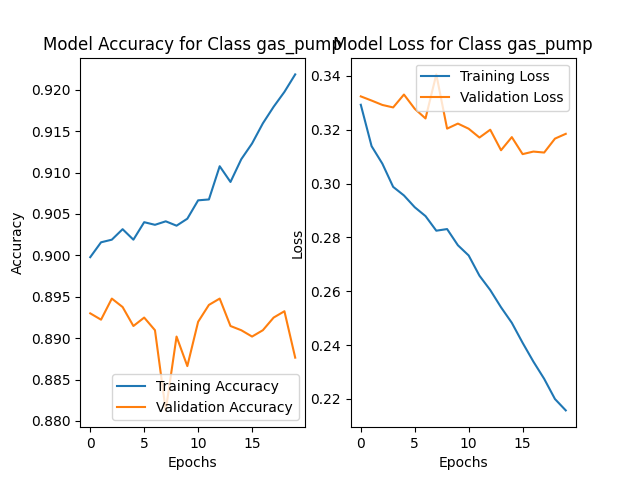 Model Accuracy for Class gas_pump
Model Loss for Class gas_pump
Accuracy
0.920
0.915
0.910
0.905
0.900
0.895
0.890
0.885
0.880
Training Accuracy
Validation Accuracy
0 5 10 15
Epochs
Loss
0.34
0.32
0.30
0.28
0.26
0.24
0.22
Training Loss
Validation Loss
0 5 10 15
Epochs